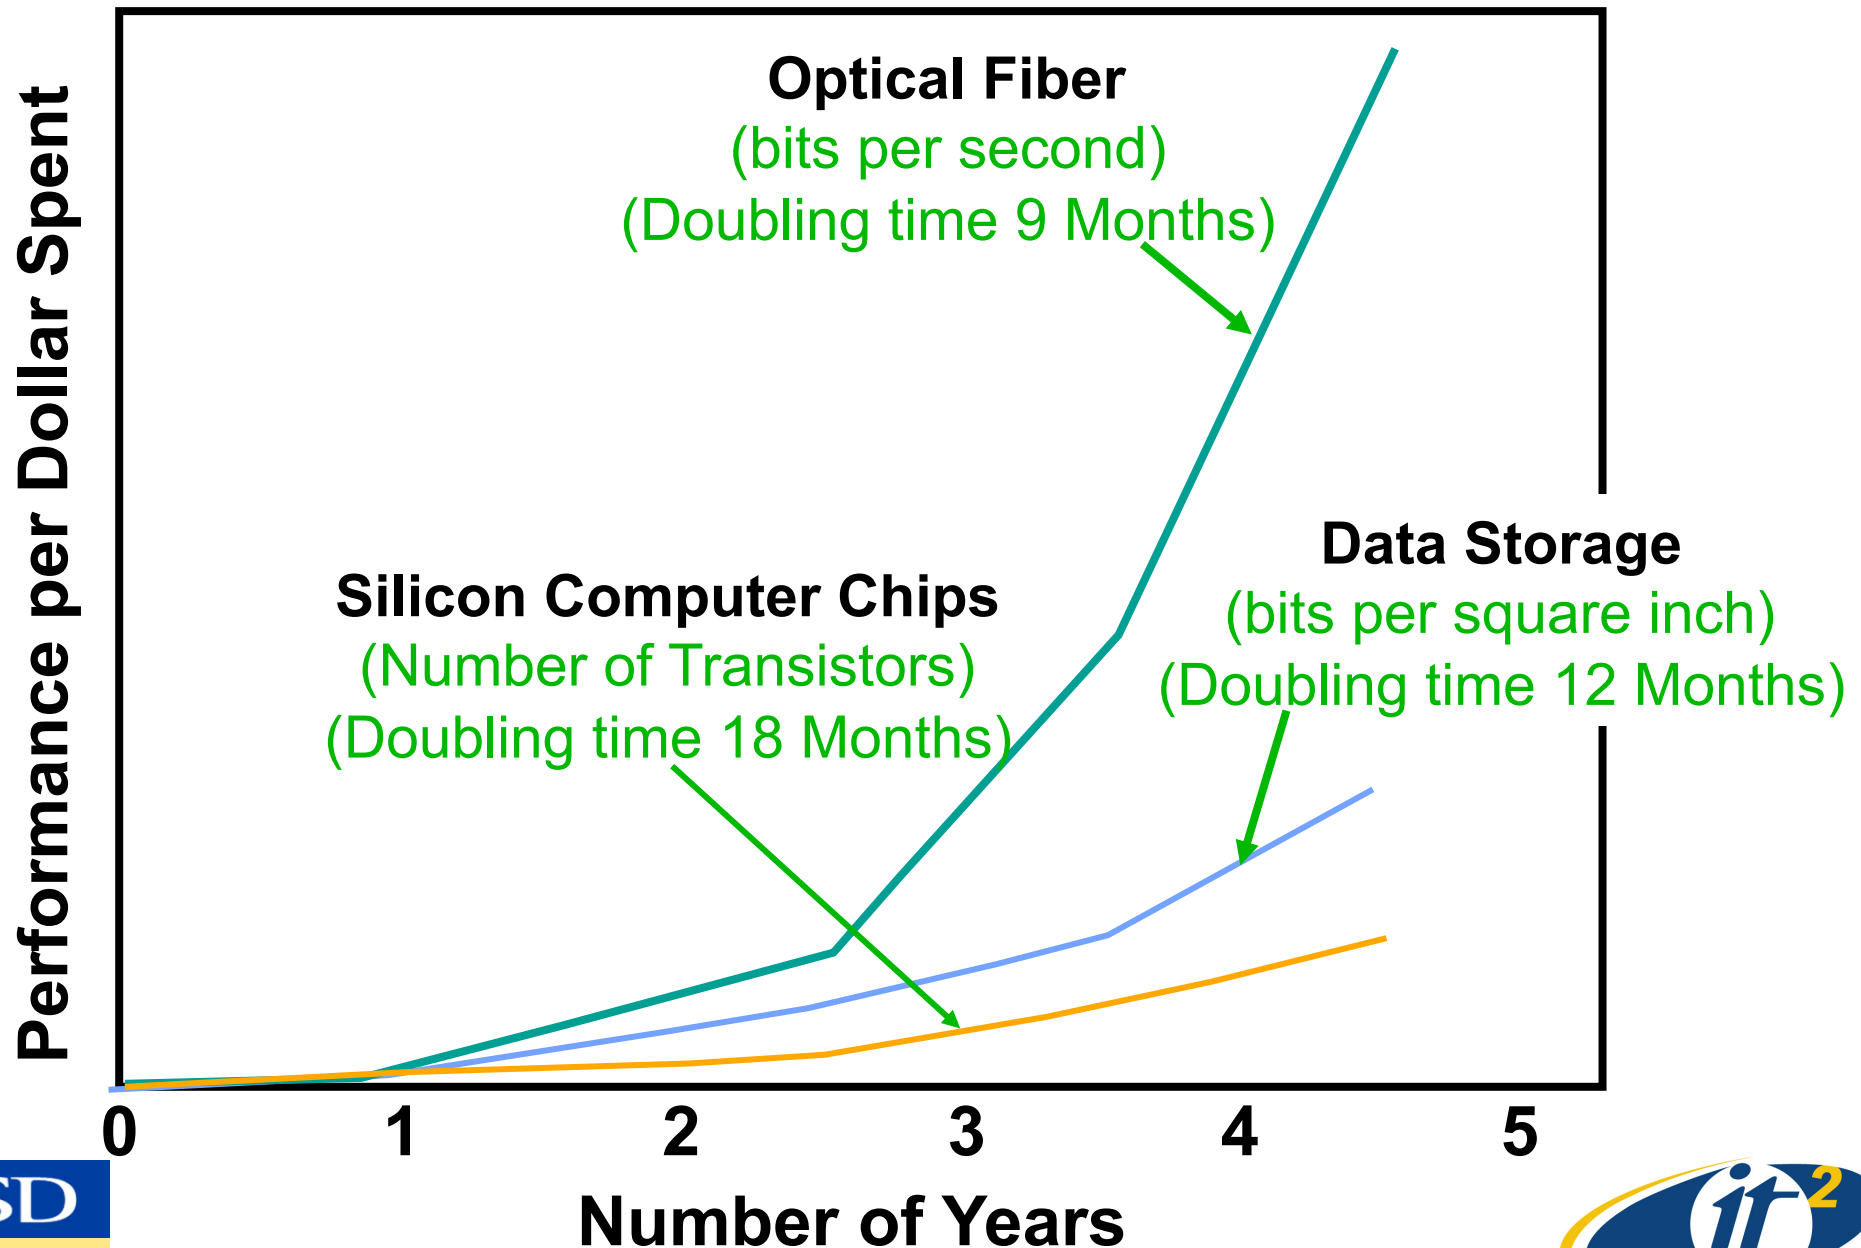 Performance per Dollar Spent
Optical Fiber
(bits per second)
(Doubling time 9 Months)
Silicon Computer Chips
(Number of Transistors)
(Doubling time 18 Months)
Data Storage
(bits per square inch)
(Doubling time 12 Months)
0 1 2 3 4 5
Number of Years
SD
it2